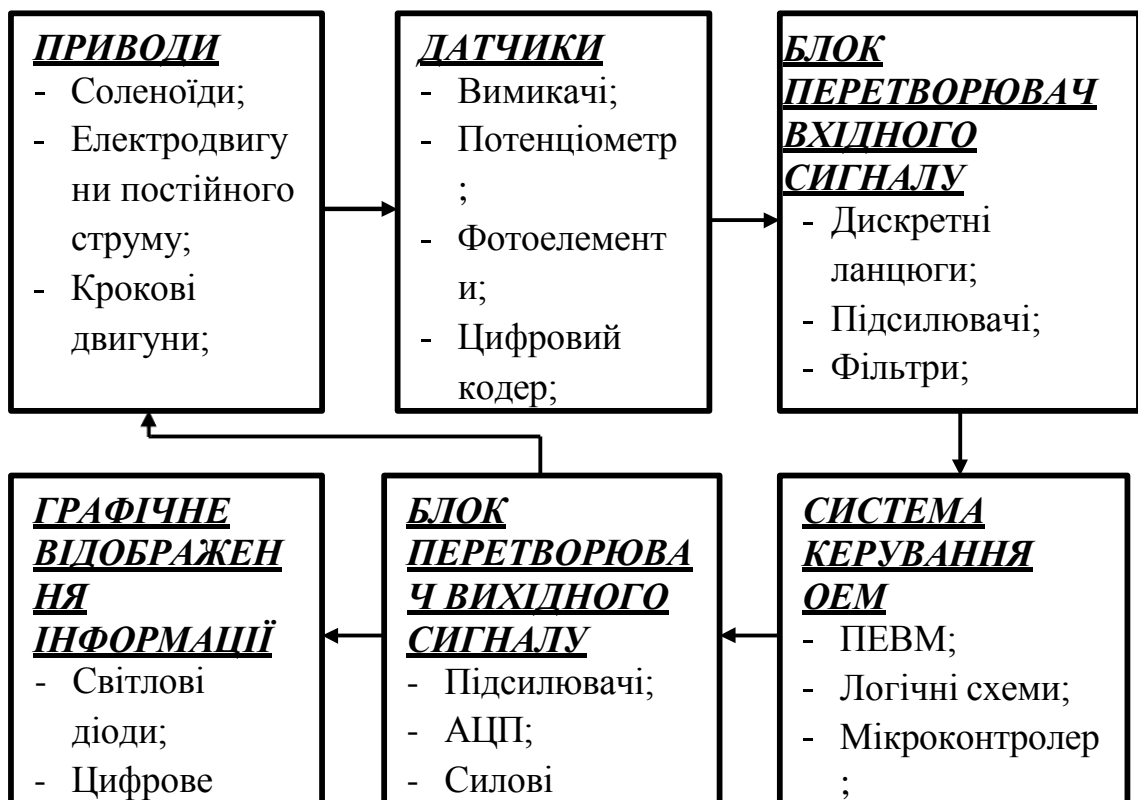 ПРИВОДИ
- Соленоїди;
- Електродвигу
ни постійного
струму;
- Крокові
двигуни;
ДАТЧИКИ
- Вимикачі;
- Потенціометр
;
- Фотоелемент
и;
- Цифровий
кодер;
БЛОК
ПЕРЕТВОРЮВАЧ
ВХІДНОГО
СИГНАЛУ
- Дискретні
ланцюги;
- Підсилювачі;
- Фільтри;
ГРАФІЧНЕ
ВІДОБРАЖЕН
НЯ
ІНФОРМАЦІЇ
- Світлові
діоди;
- Цифрове
БЛОК
ПЕРЕТВОРЮВА
Ч ВИХІДНОГО
СИГНАЛУ
- Підсилювачі;
- АЦП;
- Силові
СИСТЕМА
КЕРУВАННЯ
ОЕМ
- ПЕВМ;
- Логічні схеми;
- Мікроконтролер
;